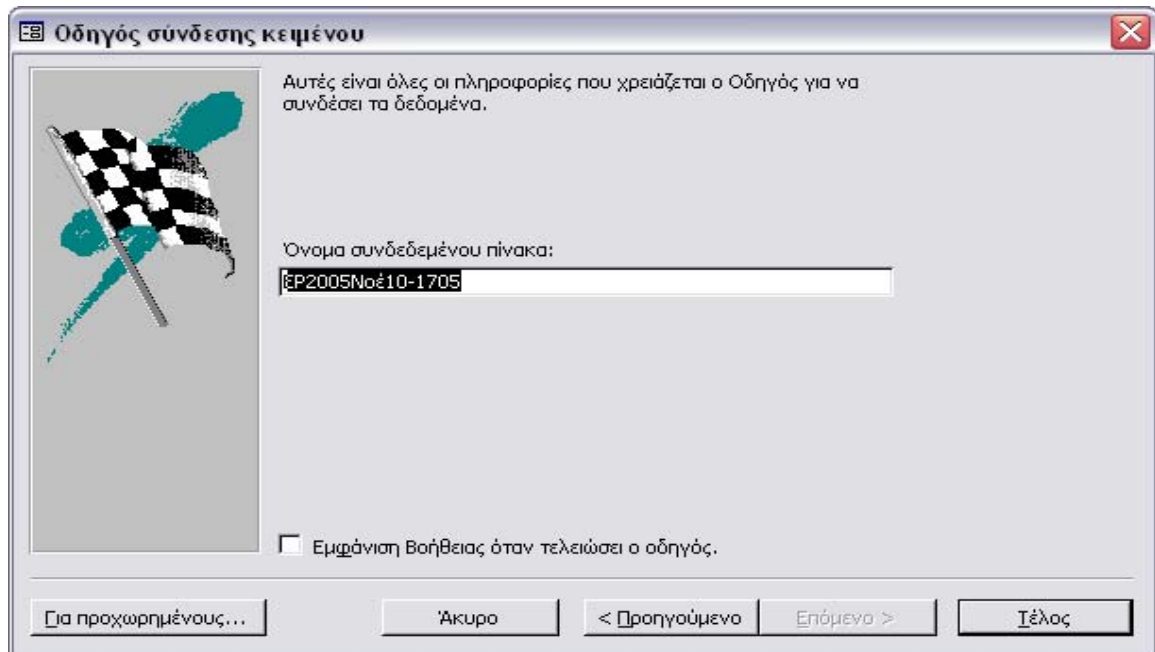 Οδηγός σύνδεσης κειμένου
Αυτές είναι όλες οι πληροφορίες που χρειάζεται ο Οδηγός για να
συνδέσει τα δεδομένα.
Όνομα συνδεδεμένου πίνακα:
ΕΡ2005Νοέ10-1705
Εμφάνιση Βοήθειας όταν τελειώσει ο οδηγός.
Για προχωρημένους...
Άκυρο
< Προηγούμενο
Επόμενο >
Τέλος